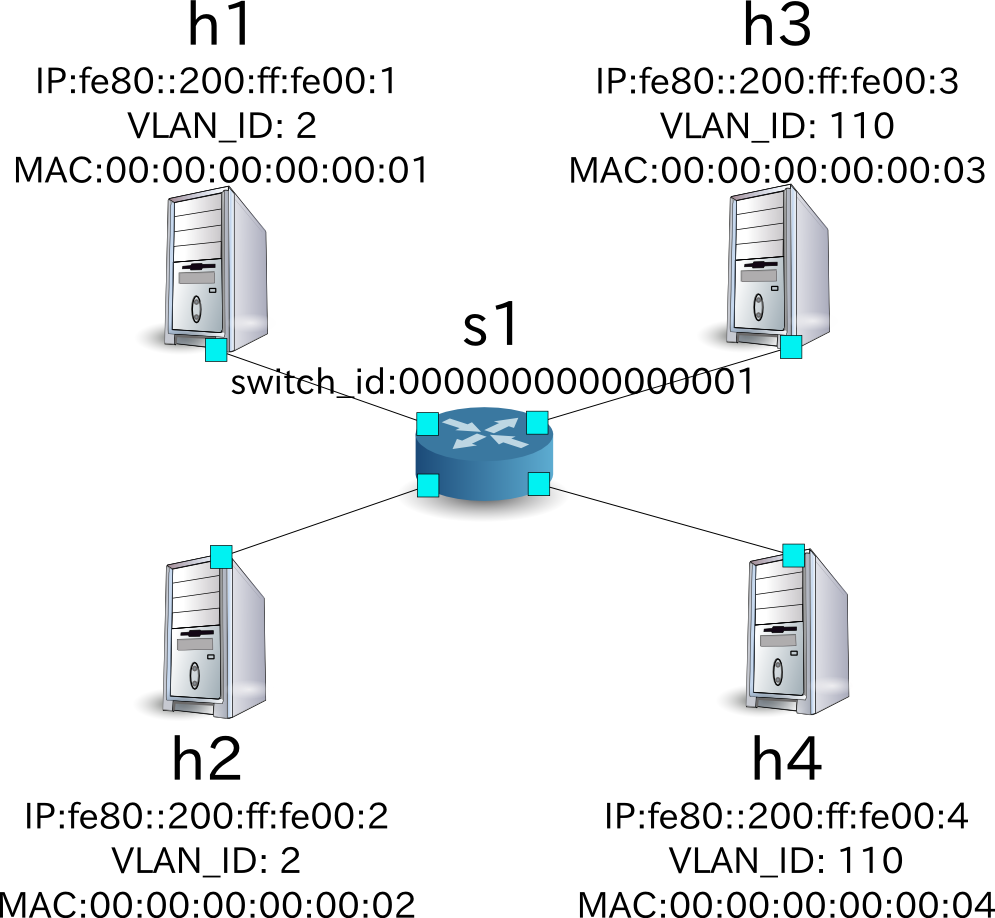 h1
IP:fe80::200:ff:fe00:1
VLAN_ID: 2
MAC:00:00:00:00:00:01
h3
IP:fe80::200:ff:fe00:3
VLAN_ID: 110
MAC:00:00:00:00:00:03
s1
switch_id:0000000000000001
h2
IP:fe80::200:ff:fe00:2
VLAN_ID: 2
MAC:00:00:00:00:00:02
h4
IP:fe80::200:ff:fe00:4
VLAN_ID: 110
MAC:00:00:00:00:00:04